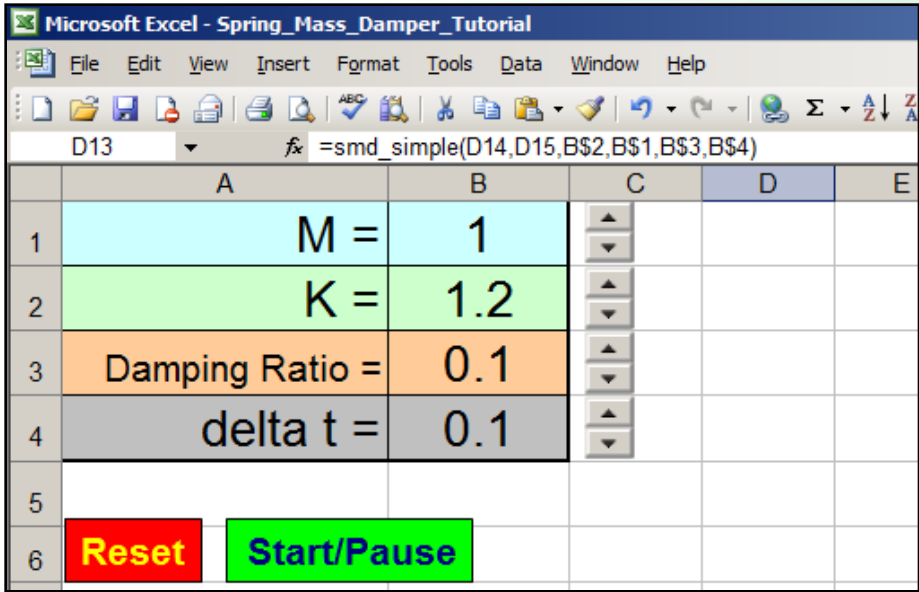 Microsoft Excel - Spring_Mass_Damper_Tutorial
File Edit View Insert Format Tools Data Window Help
ABC Σ A Z Z A
D13 fx =smd_simple(D14,D15,B$2,B$1,B$3,B$4)
A B C D E
1 M = 1
2 K = 1.2
3 Damping Ratio = 0.1
4 delta t = 0.1
5
6 Reset Start/Pause